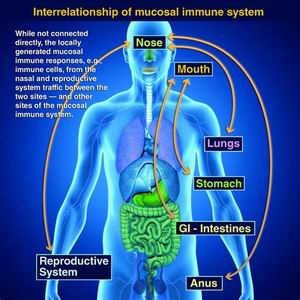 Interrelationship of mucosal immune system
While not connected
directly, the locally
generated mucosal
immune responses, e.g.,
immune cells, from the
nasal and reproductive
system traffic between the
two sites — and other
sites of the mucosal
immune system.
Nose
Mouth
Lungs
Stomach
GI - Intestines
Reproductive
System
Anus